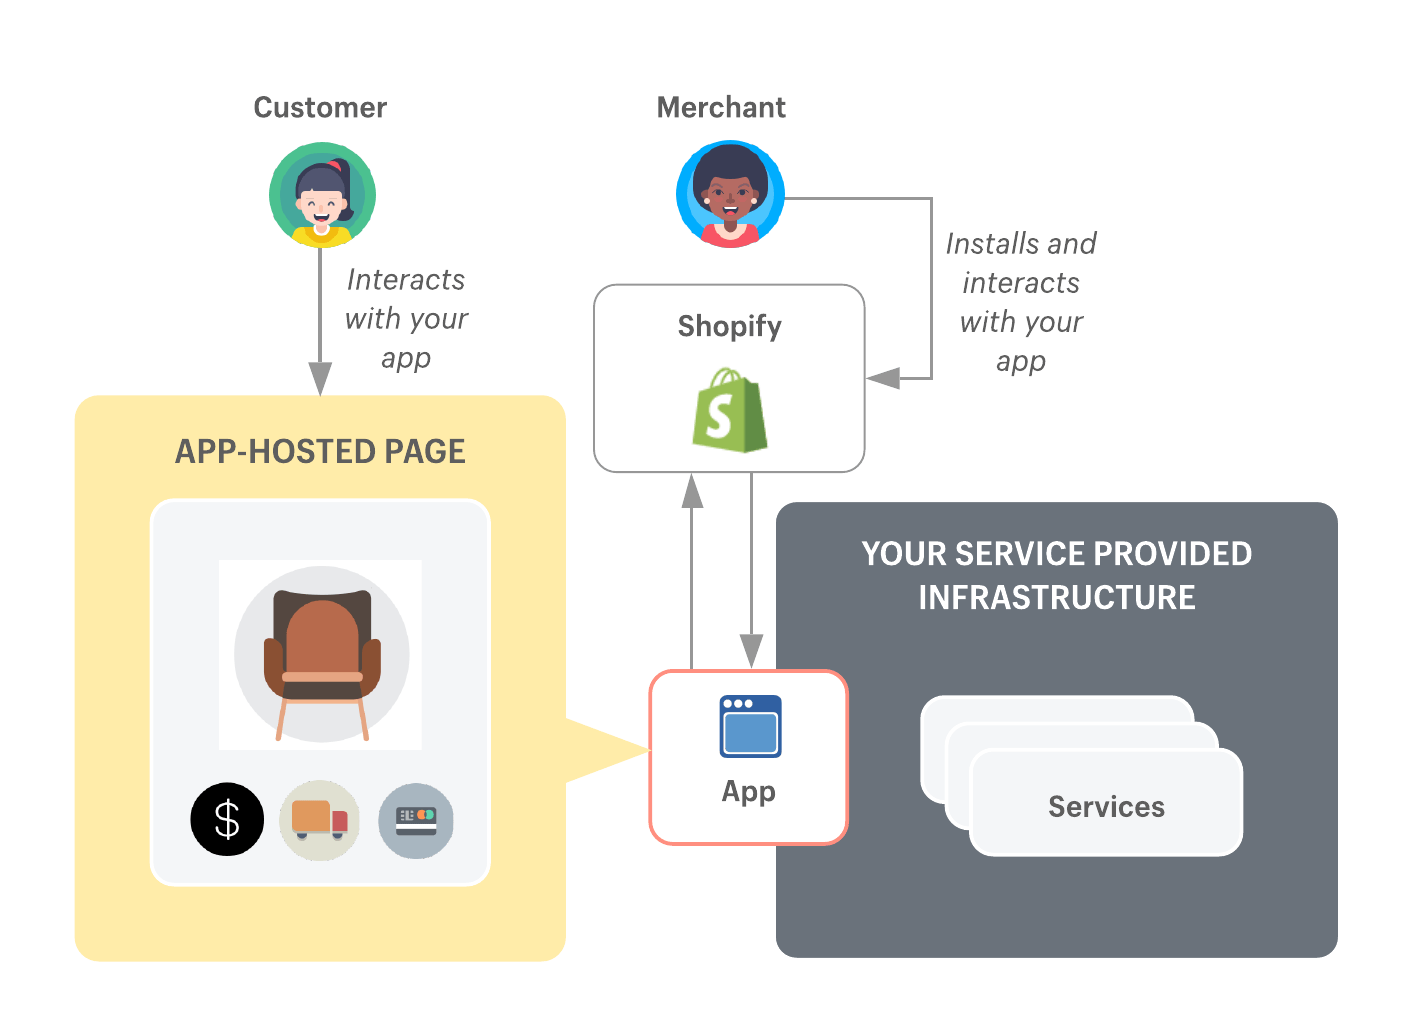 Customer
Merchant
Interacts
with your
app
Installs and
interacts
with your
app
Shopify
S
APP-HOSTED PAGE
$
App
YOUR SERVICE PROVIDED
INFRASTRUCTURE
Services